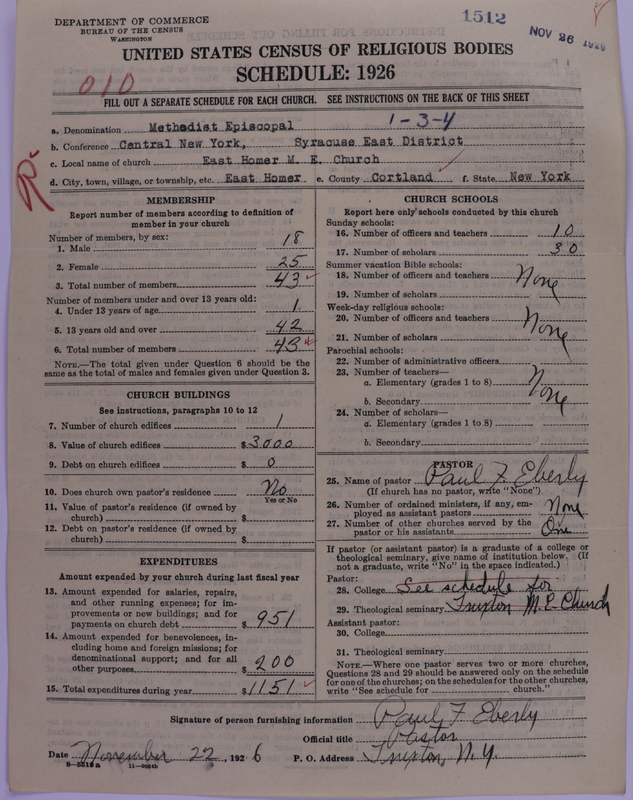 DEPARTMENT OF COMMERCE
BUREAU OF THE CENSUS
WASHINGTON
1512
NOV 26 1926
UNITED STATES CENSUS OF RELIGIOUS BODIES
SCHEDULE: 1926
010
FILL OUT A SEPARATE SCHEDULE FOR EACH CHURCH. SEE INSTRUCTIONS ON THE BACK OF THIS SHEET
1-3-4
a. Denomination Methodist Episcopal
b. Conference Central New York, Syracuse East District
c. Local name of church East Homer M. E. Church
d. City, town, village, or township, etc. East Homer e. County Cortland f. State New York
MEMBERSHIP
Report number of members according to definition of
member in your church
Number of members, by sex:
1. Male 18
2. Female 25
3. Total number of members 43
Number of members under and over 13 years old:
4. Under 13 years of age 1
5. 13 years old and over 42
6. Total number of members 43
NOTE.—The total given under Question 6 should be
the same as the total of males and females given under Question 3.
CHURCH BUILDINGS
See instructions, paragraphs 10 to 12
7. Number of church edifices 1
8. Value of church edifices $3000
9. Debt on church edifices $ 0
10. Does church own pastor's residence No
Yes or No
11. Value of pastor's residence (if owned by
church) $
12. Debt on pastor's residence (if owned by
church) $
EXPENDITURES
Amount expended by your church during last fiscal year
13. Amount expended for salaries, repairs,
and other running expenses; for im-
provements or new buildings; and for
payments on church debt $ 951
14. Amount expended for benevolences, in-
cluding home and foreign missions; for
denominational support; and for all
other purposes $ 200
15. Total expenditures during year $1151
CHURCH SCHOOLS
Report here only schools conducted by this church
Sunday schools:
16. Number of officers and teachers 10
17. Number of scholars 30
Summer vacation Bible schools:
18. Number of officers and teachers None
19. Number of scholars
Week-day religious schools:
20. Number of officers and teachers None
21. Number of scholars
Parochial schools:
22. Number of administrative officers
23. Number of teachers— None
a. Elementary (grades 1 to 8)
b. Secondary
24. Number of scholars—
a. Elementary (grades 1 to 8)
b. Secondary
PASTOR
25. Name of pastor Paul F. Eberly
(If church has no pastor, write "None")
26. Number of ordained ministers, if any, em-
ployed as assistant pastors None
27. Number of other churches served by the
pastor or his assistants One
If pastor (or assistant pastor) is a graduate of a college or
theological seminary, give name of institution below. (If
not a graduate, write "No" in the space indicated.)
Pastor:
28. College See schedule for
29. Theological seminary Truxton M.E. Church
Assistant pastor:
30. College
31. Theological seminary
NOTE.—Where one pastor serves two or more churches,
Questions 28 and 29 should be answered only on the schedule
for one of the churches; on the schedules for the other churches,
write "See schedule for church."
Signature of person furnishing information Paul F. Eberly
Official title Pastor
Date November 22, 1926 P. O. Address Truxton, N.Y.